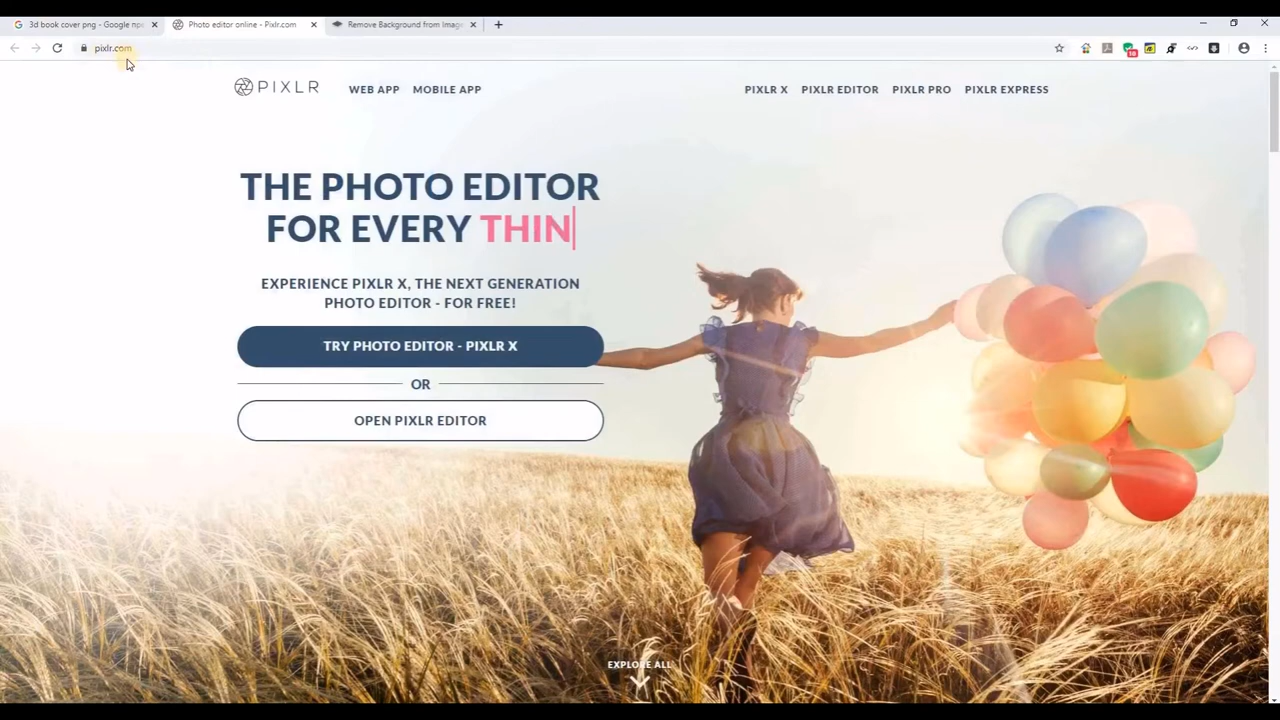 3d book cover png - Google
Photo editor online - Pixlr.com
Remove Background from Imag
pixlr.com
PIXLR
WEB APP
MOBILE APP
PIXLR X
PIXLR EDITOR
PIXLR PRO
PIXLR EXPRESS
THE PHOTO EDITOR
FOR EVERY THIN
EXPERIENCE PIXLR X, THE NEXT GENERATION
PHOTO EDITOR - FOR FREE!
TRY PHOTO EDITOR - PIXLR X
OR
OPEN PIXLR EDITOR
EXPLORE ALL